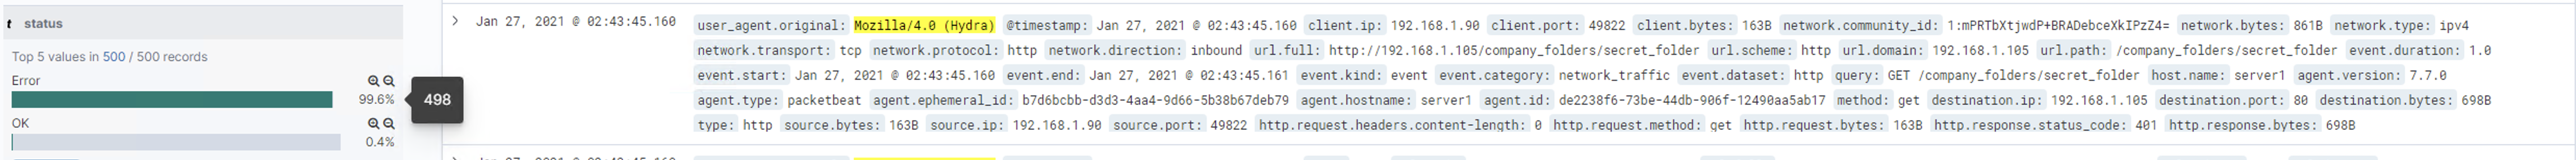 t status
Top 5 values in 500 / 500 records
Error
99.6%
498
OK
0.4%
Jan 27, 2021 @ 02:43:45.160
user_agent.original: Mozilla/4.0 (Hydra) @timestamp: Jan 27, 2021 @ 02:43:45.160 client.ip: 192.168.1.90 client.port: 49822 client.bytes: 163B network.community_id: 1:mPRTbXtjwdP+BRADebceXkIPzZ4= network.bytes: 861B network.type: ipv4
network.transport: tcp network.protocol: http network.direction: inbound url.full: http://192.168.1.105/company_folders/secret_folder url.scheme: http url.domain: 192.168.1.105 url.path: /company_folders/secret_folder event.duration: 1.0
event.start: Jan 27, 2021 @ 02:43:45.160 event.end: Jan 27, 2021 @ 02:43:45.161 event.kind: event event.category: network_traffic event.dataset: http query: GET /company_folders/secret_folder host.name: server1 agent.version: 7.7.0
agent.type: packetbeat agent.ephemeral_id: b7d6bcbb-d3d3-4aa4-9d66-5b38b67deb79 agent.hostname: server1 agent.id: de2238f6-73be-44db-906f-12490aa5ab17 method: get destination.ip: 192.168.1.105 destination.port: 80 destination.bytes: 698B
type: http source.bytes: 163B source.ip: 192.168.1.90 source.port: 49822 http.request.headers.content-length: 0 http.request.method: get http.request.bytes: 163B http.response.status_code: 401 http.response.bytes: 698B